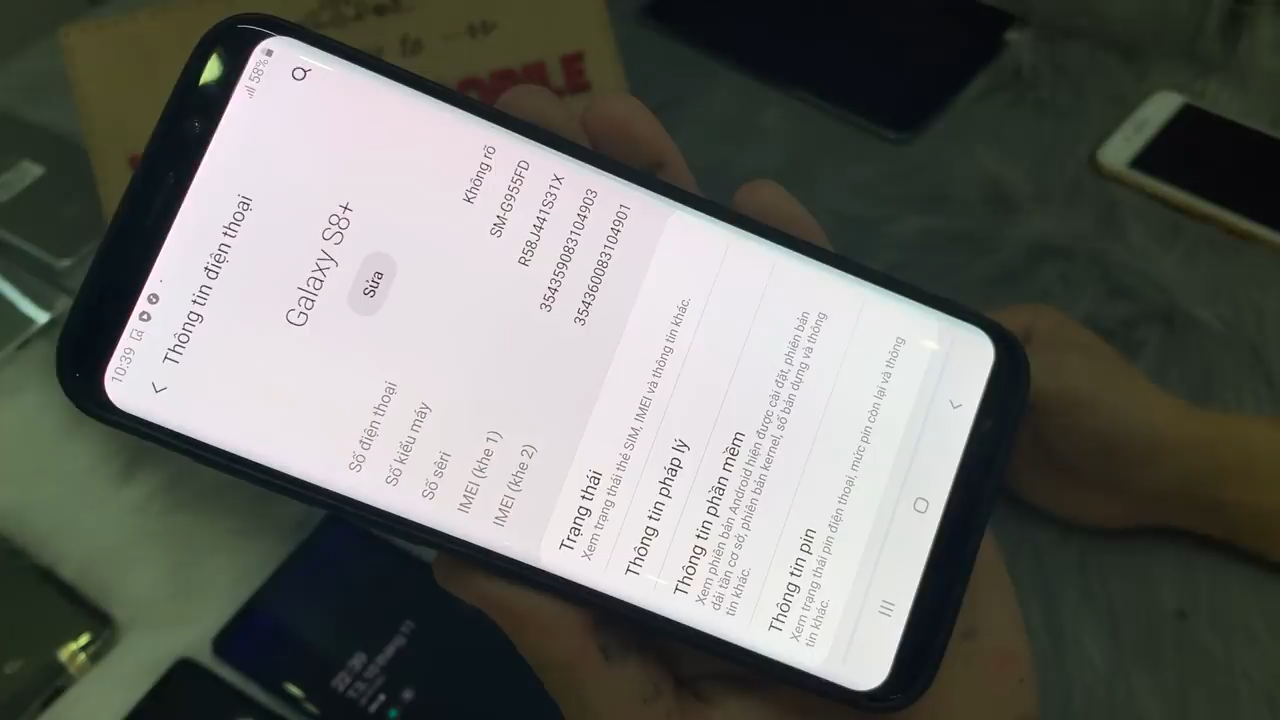 10:39
58%
Thông tin điện thoại
Galaxy S8+
Sửa
Số điện thoại Không rõ
Số kiểu máy SM-G955FD
Số sêri R58J441S31X
IMEI (khe 1) 354359083104903
IMEI (khe 2) 354360083104901
Trạng thái
Xem trạng thái thẻ SIM, IMEI và thông tin khác.
Thông tin pháp lý
Thông tin phần mềm
Xem phiên bản Android hiện được cài đặt, phiên bản
dải tần cơ sở, phiên bản kernel, số bản dựng và thông
tin khác.
Thông tin pin
Xem trạng thái pin điện thoại, mức pin còn lại và thông
tin khác.